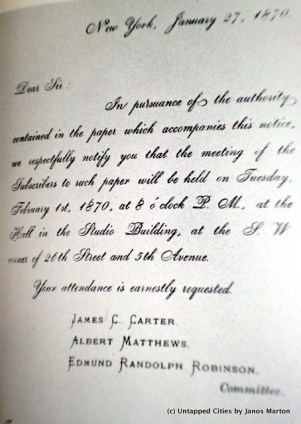 New York, January 27, 1870.
Dear Sir:
In pursuance of the authority
contained in the paper which accompanies this notice,
we respectfully notify you that the meeting of the
Subscribers to such paper will be held on Tuesday,
February 1st, 1870, at 8 o'clock P. M., at the
Hall in the Studio Building, at the S. W
corner of 26th Street and 5th Avenue.
Your attendance is earnestly requested.
JAMES C. CARTER.
ALBERT MATTHEWS.
EDMUND RANDOLPH ROBINSON.
Committee.
(c) Untapped Cities by Janos Marton